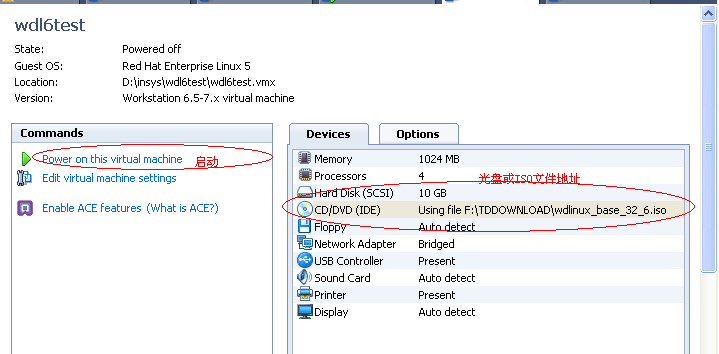 wdl6test
State: Powered off
Guest OS: Red Hat Enterprise Linux 5
Location: D:\insys\wdl6test\wdl6test.vmx
Version: Workstation 6.5-7.x virtual machine
Commands
Power on this virtual machine 启动
Edit virtual machine settings
Enable ACE features (What is ACE?)
Devices Options
Memory 1024 MB
Processors 4
光盘或ISO文件地址
Hard Disk (SCSI) 10 GB
CD/DVD (IDE) Using file F:\TDDOWNLOAD\wdlinux_base_32_6.iso
Floppy Auto detect
Network Adapter Bridged
USB Controller Present
Sound Card Auto detect
Printer Present
Display Auto detect